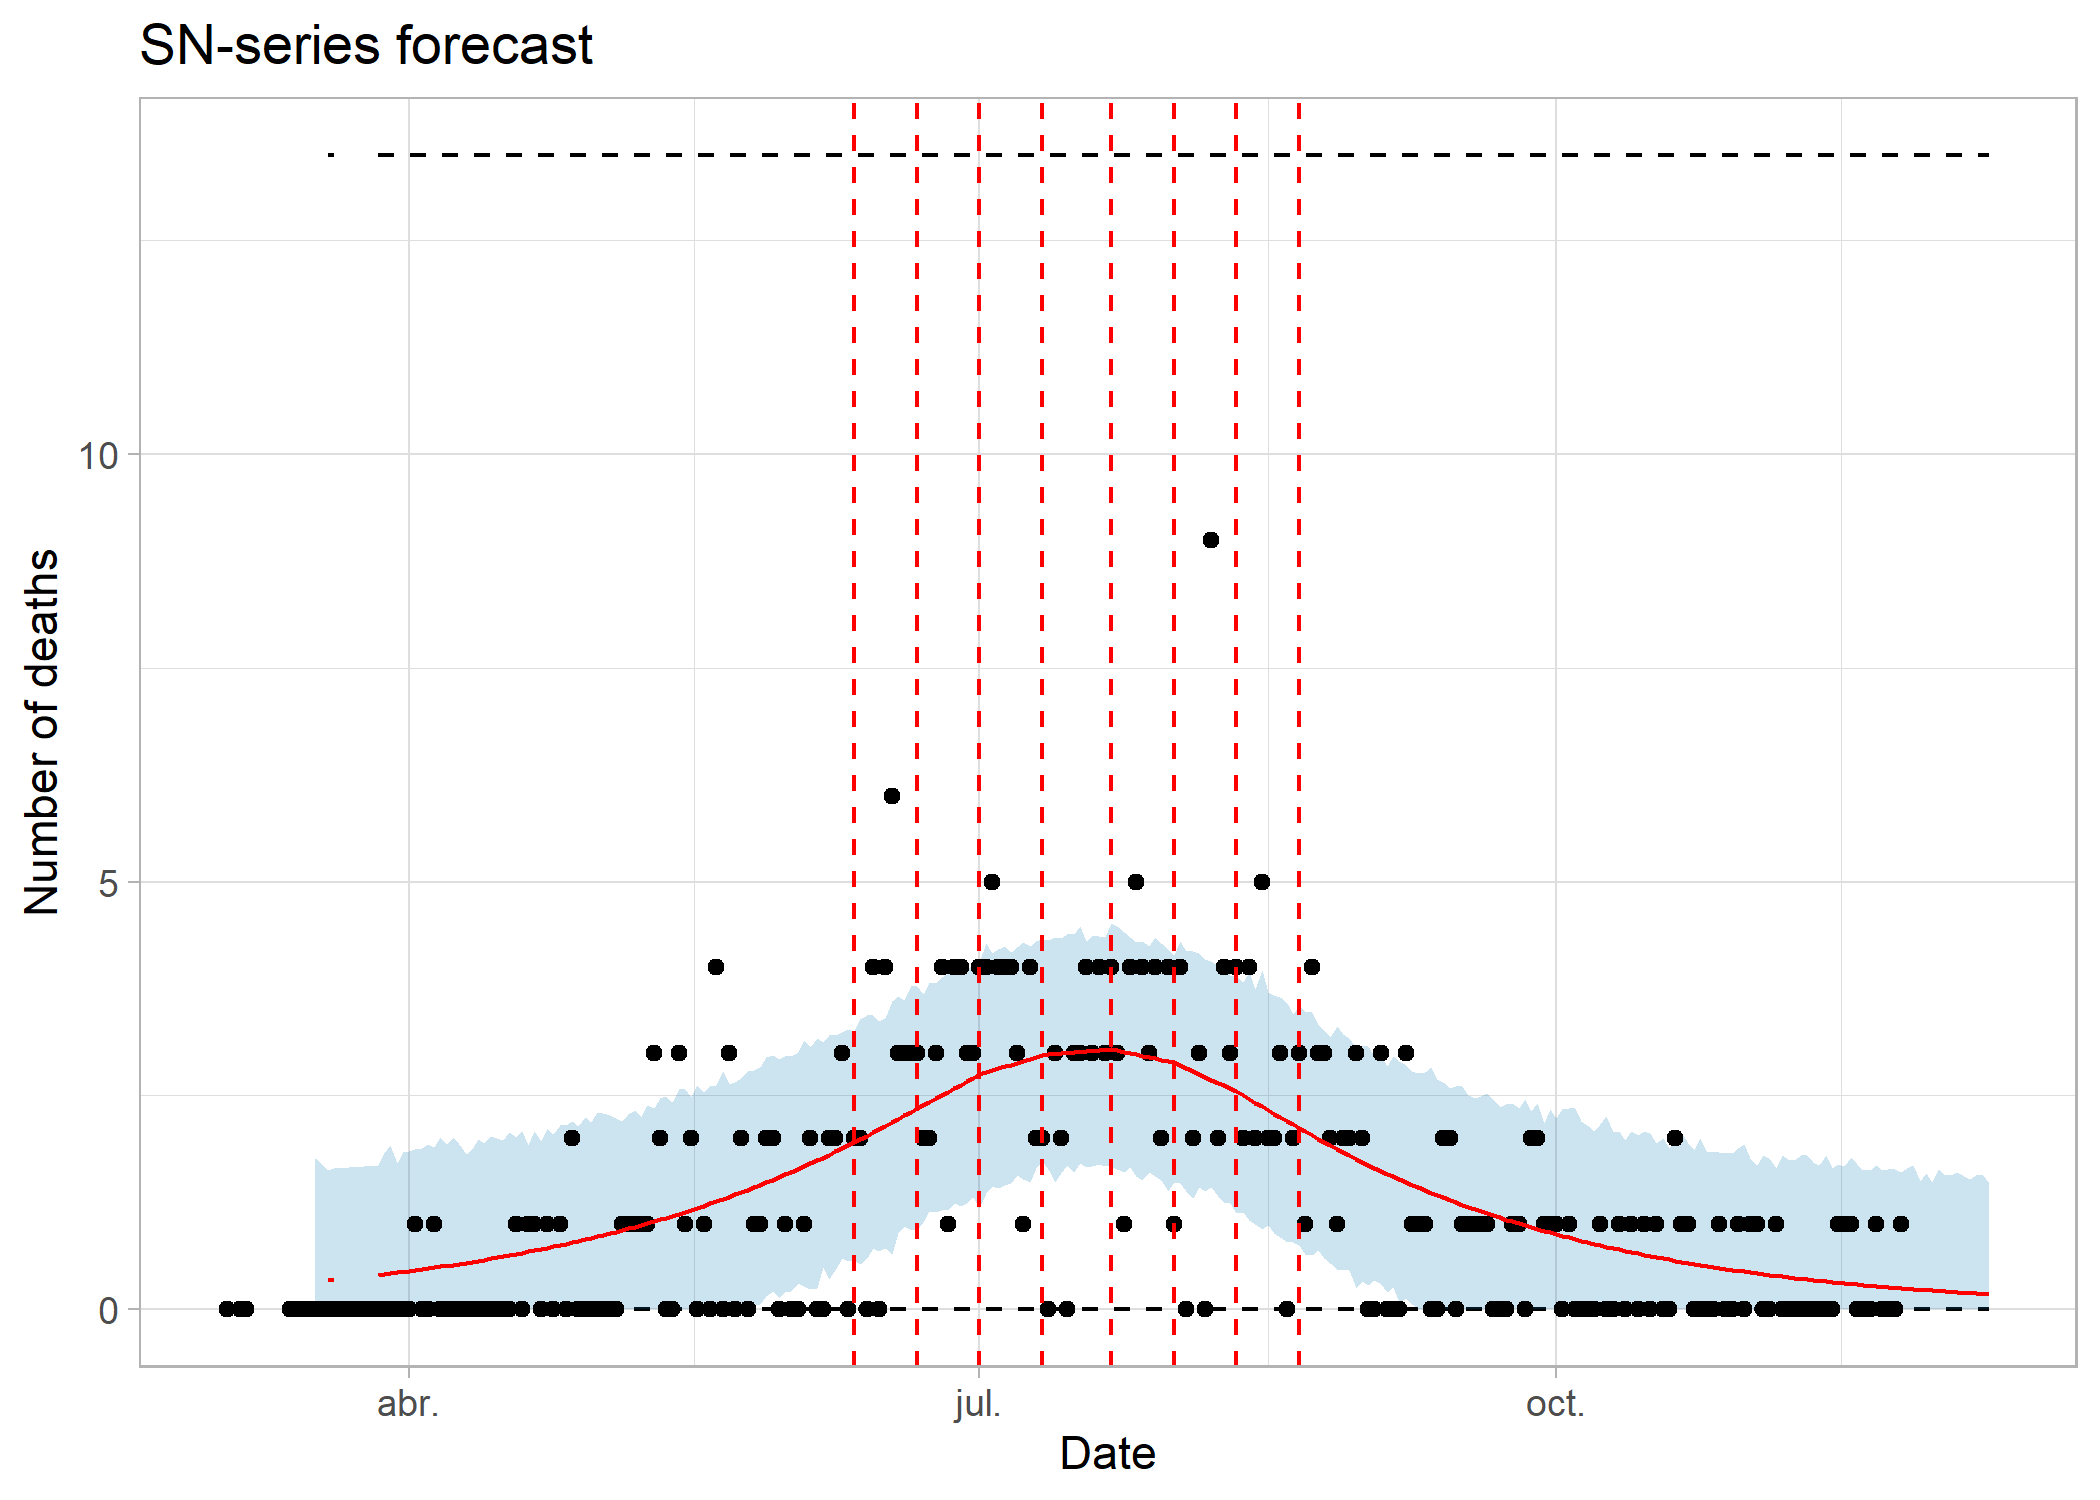 SN-series forecast
Number of deaths
10
5
0
abr.
jul.
oct.
Date